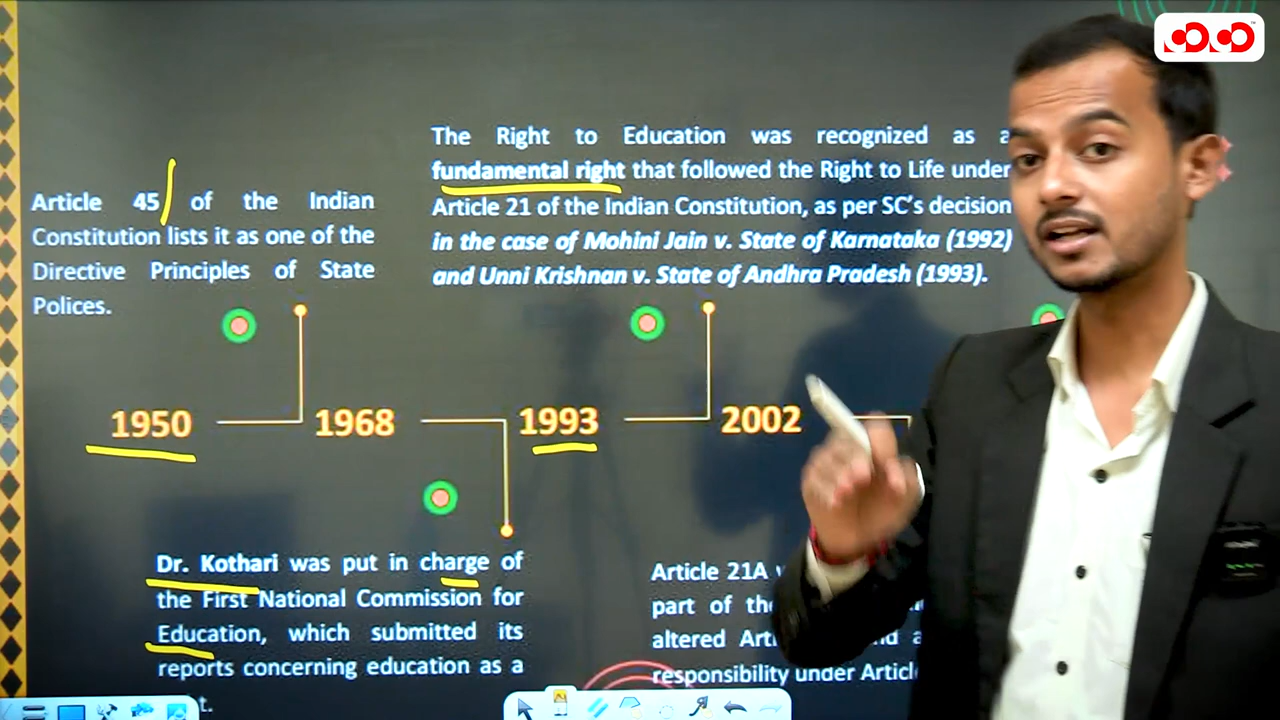 The Right to Education was recognized as a
fundamental right that followed the Right to Life under
Article 21 of the Indian Constitution, as per SC's decision
in the case of Mohini Jain v. State of Karnataka (1992)
and Unni Krishnan v. State of Andhra Pradesh (1993).
Article 45 of the Indian
Constitution lists it as one of the
Directive Principles of State
Polices.
1950
1968
1993
2002
Dr. Kothari was put in charge of
the First National Commission for
Education, which submitted its
reports concerning education as a
t.
Article 21A
part of the
altered
responsibility under